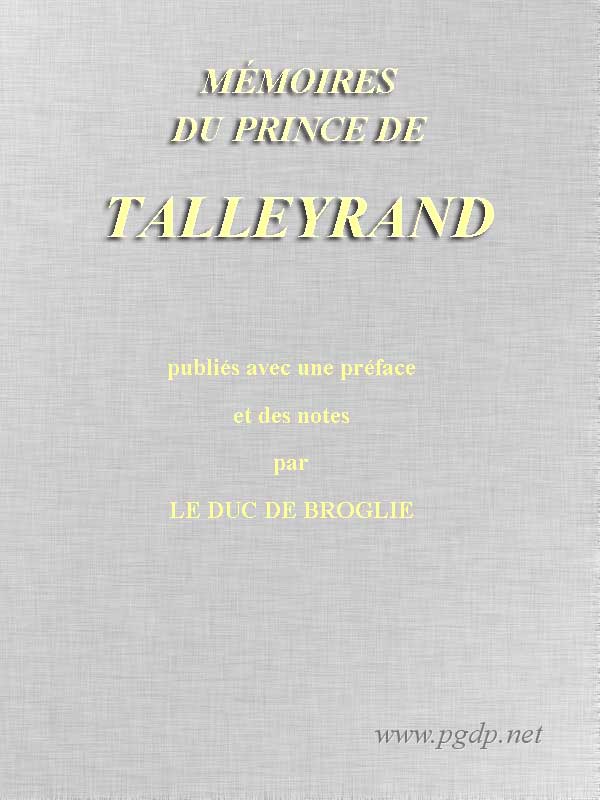 MÉMOIRES
DU PRINCE DE
TALLEYRAND
publiés avec une préface
et des notes
par
LE DUC DE BROGLIE
www.pgdp.net